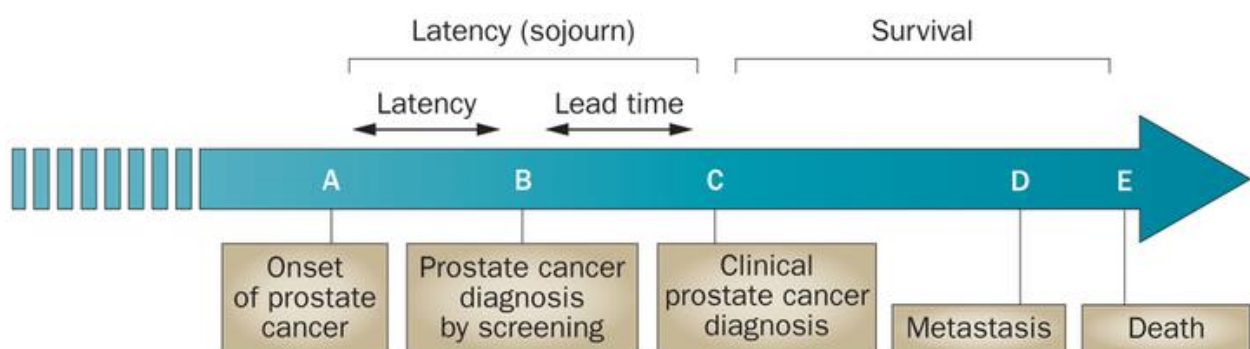 Latency (sojourn)
Survival
Latency
Lead time
A
B
C
D
E
Onset
of prostate
cancer
Prostate cancer
diagnosis
by screening
Clinical
prostate cancer
diagnosis
Metastasis
Death